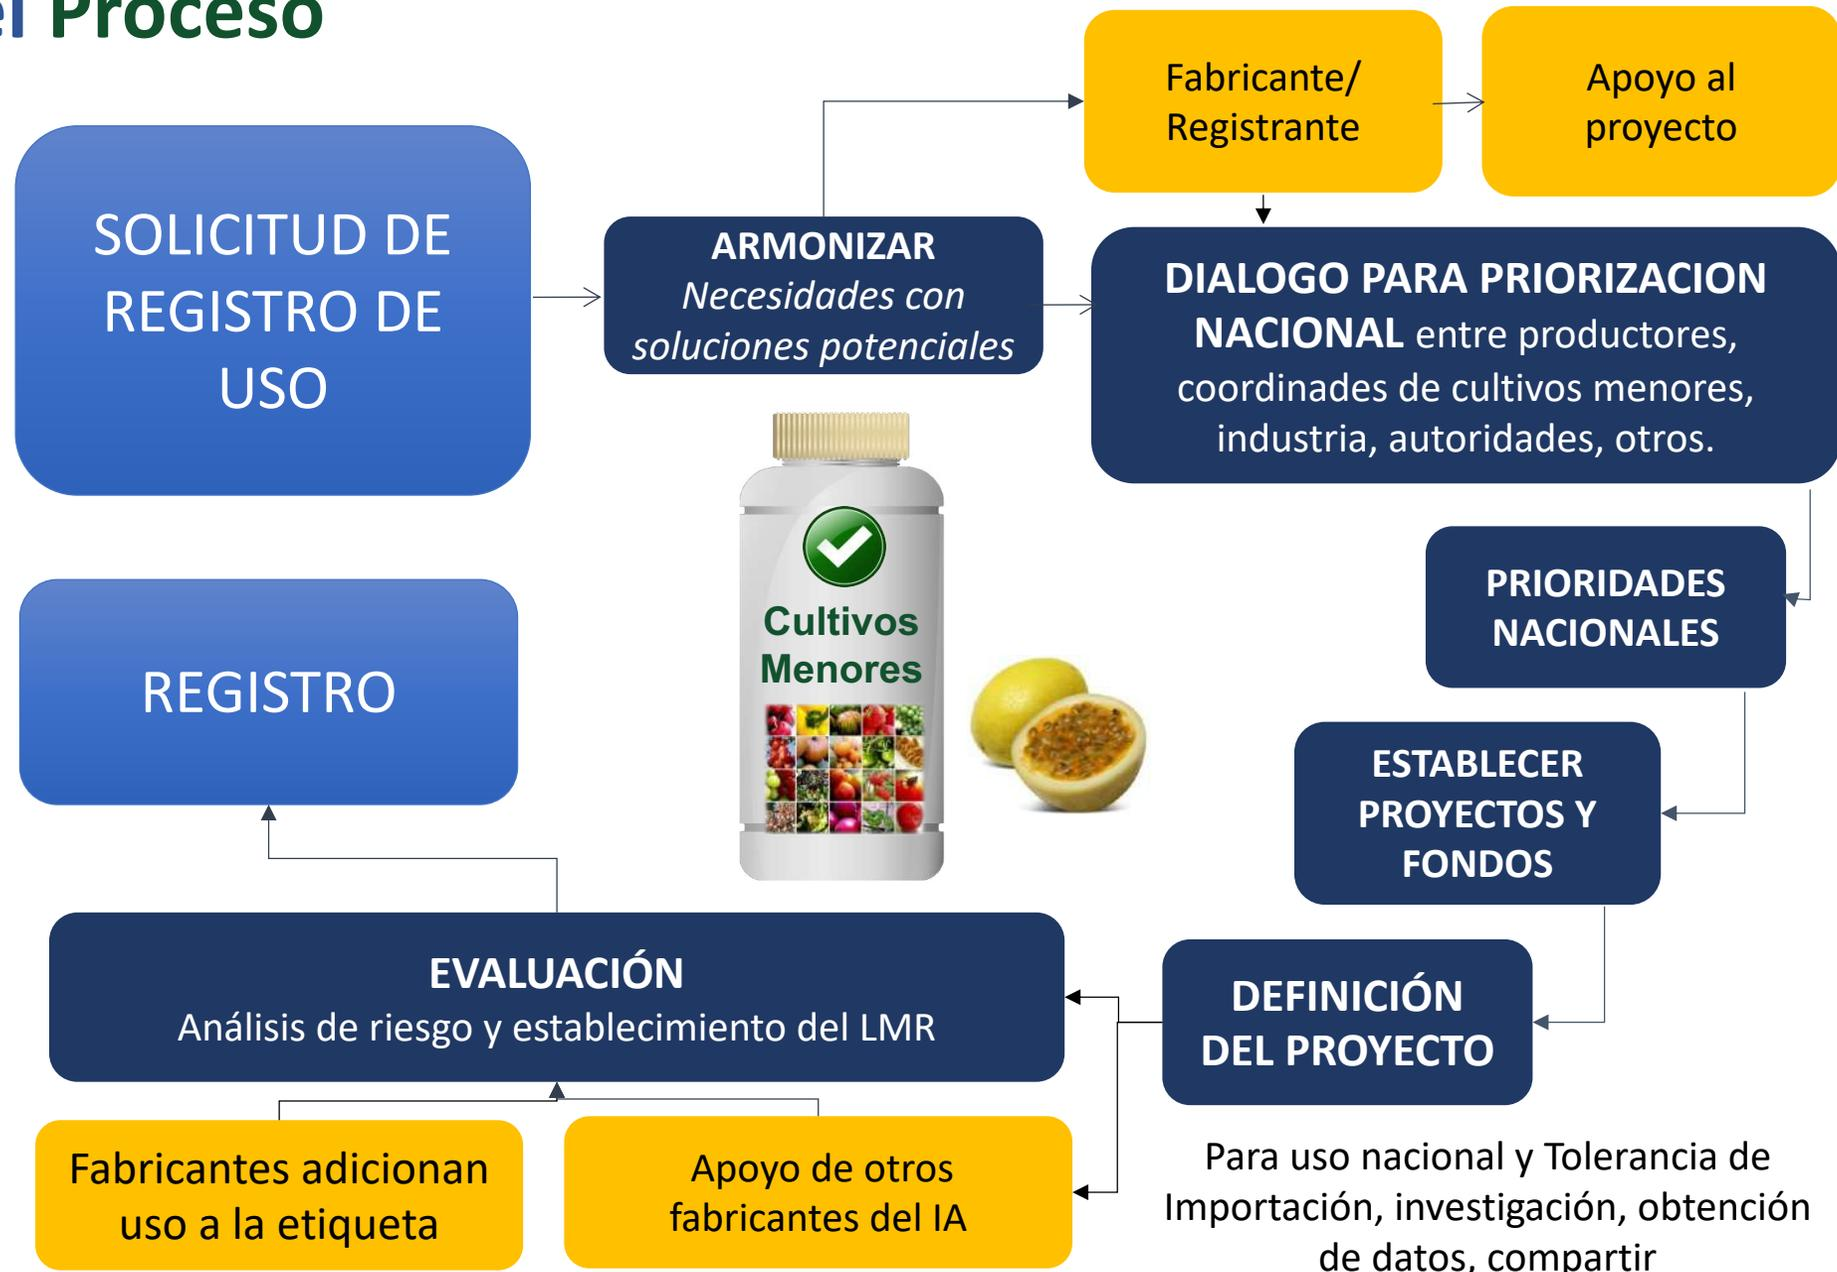 el Proceso
Fabricante/
Registrante
Apoyo al
proyecto
SOLICITUD DE
REGISTRO DE
USO
ARMONIZAR
Necesidades con
soluciones potenciales
DIALOGO PARA PRIORIZACION
NACIONAL entre productores,
coordinades de cultivos menores,
industria, autoridades, otros.
PRIORIDADES
NACIONALES
Cultivos
Menores
REGISTRO
ESTABLECER
PROYECTOS Y
FONDOS
EVALUACIÓN
Análisis de riesgo y establecimiento del LMR
DEFINICIÓN
DEL PROYECTO
Fabricantes adicionan
uso a la etiqueta
Apoyo de otros
fabricantes del IA
Para uso nacional y Tolerancia de
Importación, investigación, obtención
de datos, compartir